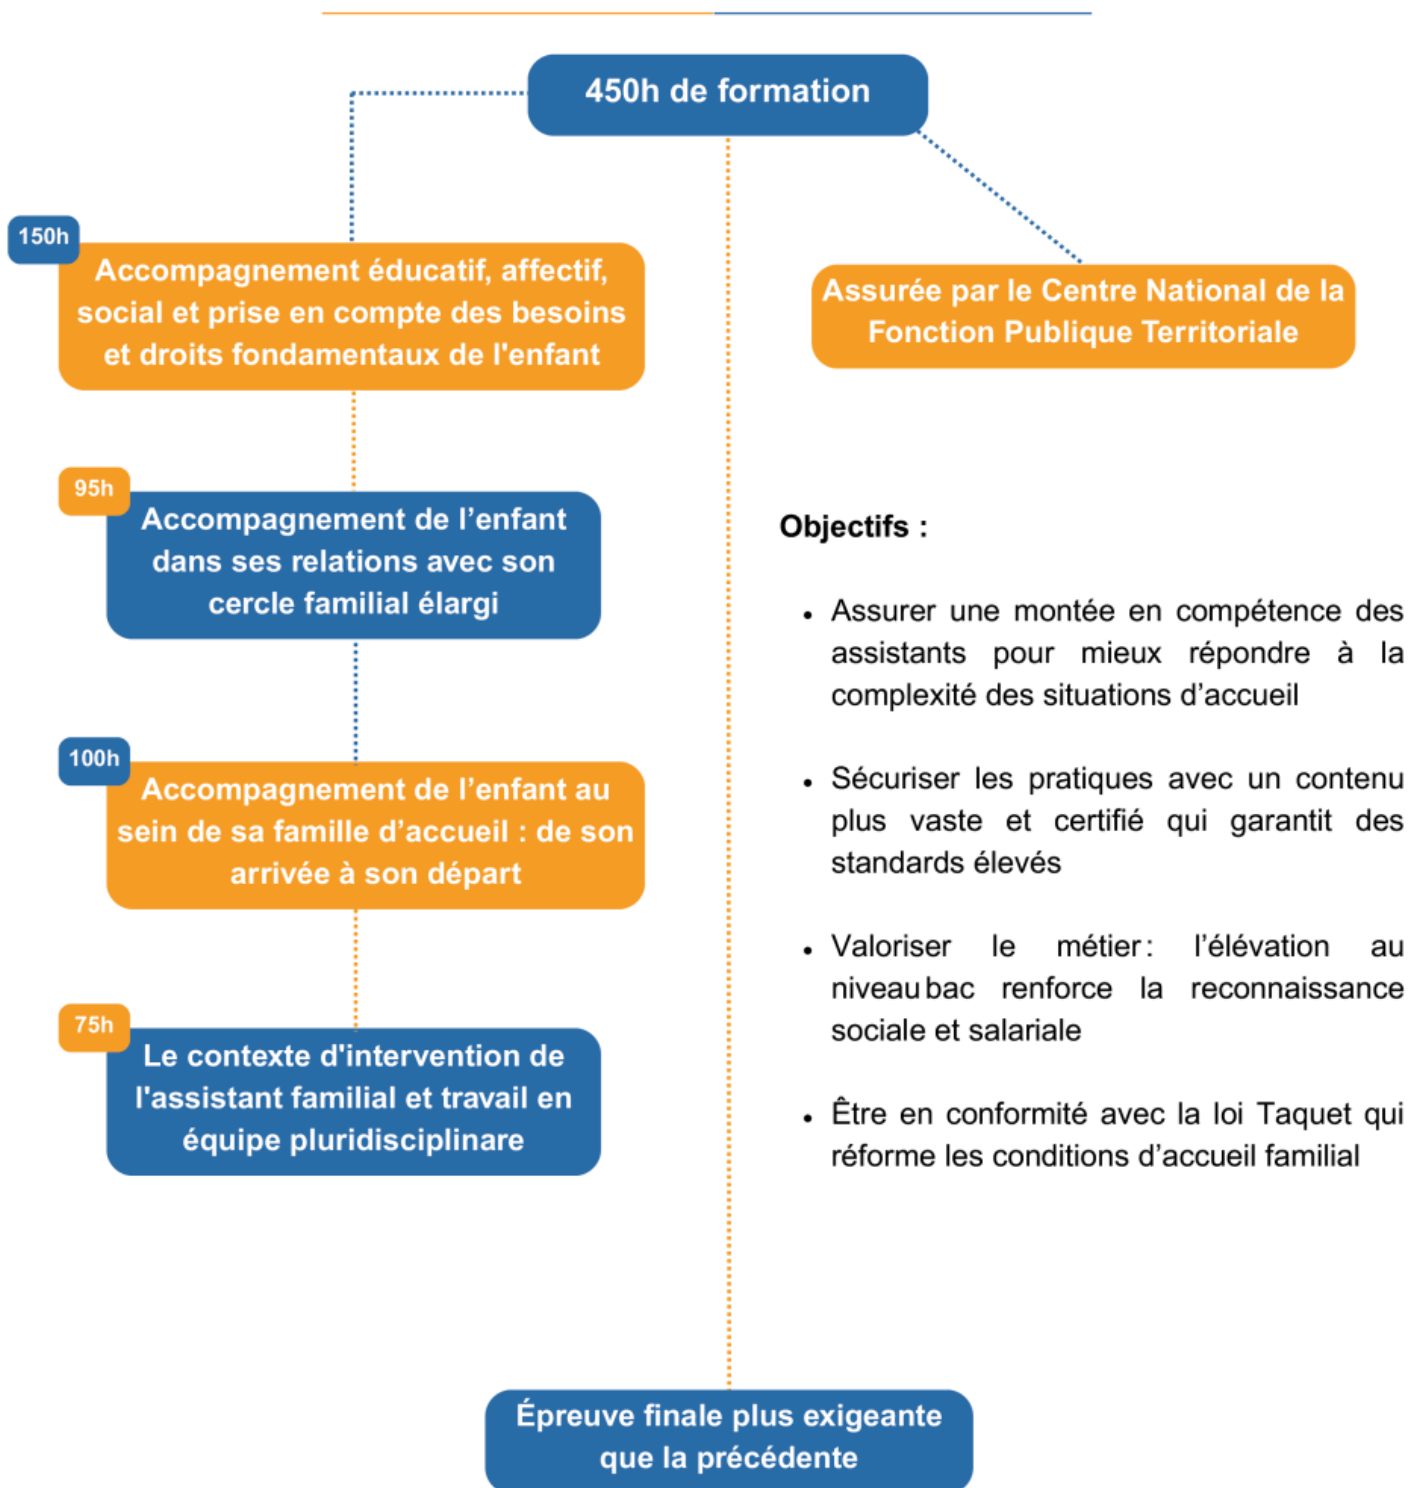 450h de formation
150h
Accompagnement éducatif, affectif,
social et prise en compte des besoins
et droits fondamentaux de l'enfant
Assurée par le Centre National de la
Fonction Publique Territoriale
95h
Accompagnement de l’enfant
dans ses relations avec son
cercle familial élargi
100h
Accompagnement de l’enfant au
sein de sa famille d’accueil : de son
arrivée à son départ
75h
Le contexte d'intervention de
l'assistant familial et travail en
équipe pluridisciplinare
Objectifs :
• Assurer une montée en compétence des
assistants pour mieux répondre à la
complexité des situations d’accueil
• Sécuriser les pratiques avec un contenu
plus vaste et certifié qui garantit des
standards élevés
• Valoriser le métier : l’élévation au
niveau bac renforce la reconnaissance
sociale et salariale
• Être en conformité avec la loi Taquet qui
réforme les conditions d’accueil familial
Épreuve finale plus exigeante
que la précédente